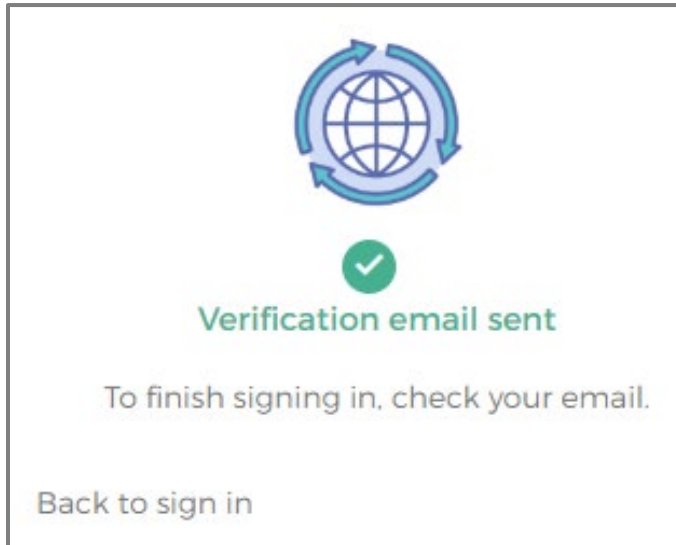 Verification email sent
To finish signing in, check your email.
Back to sign in